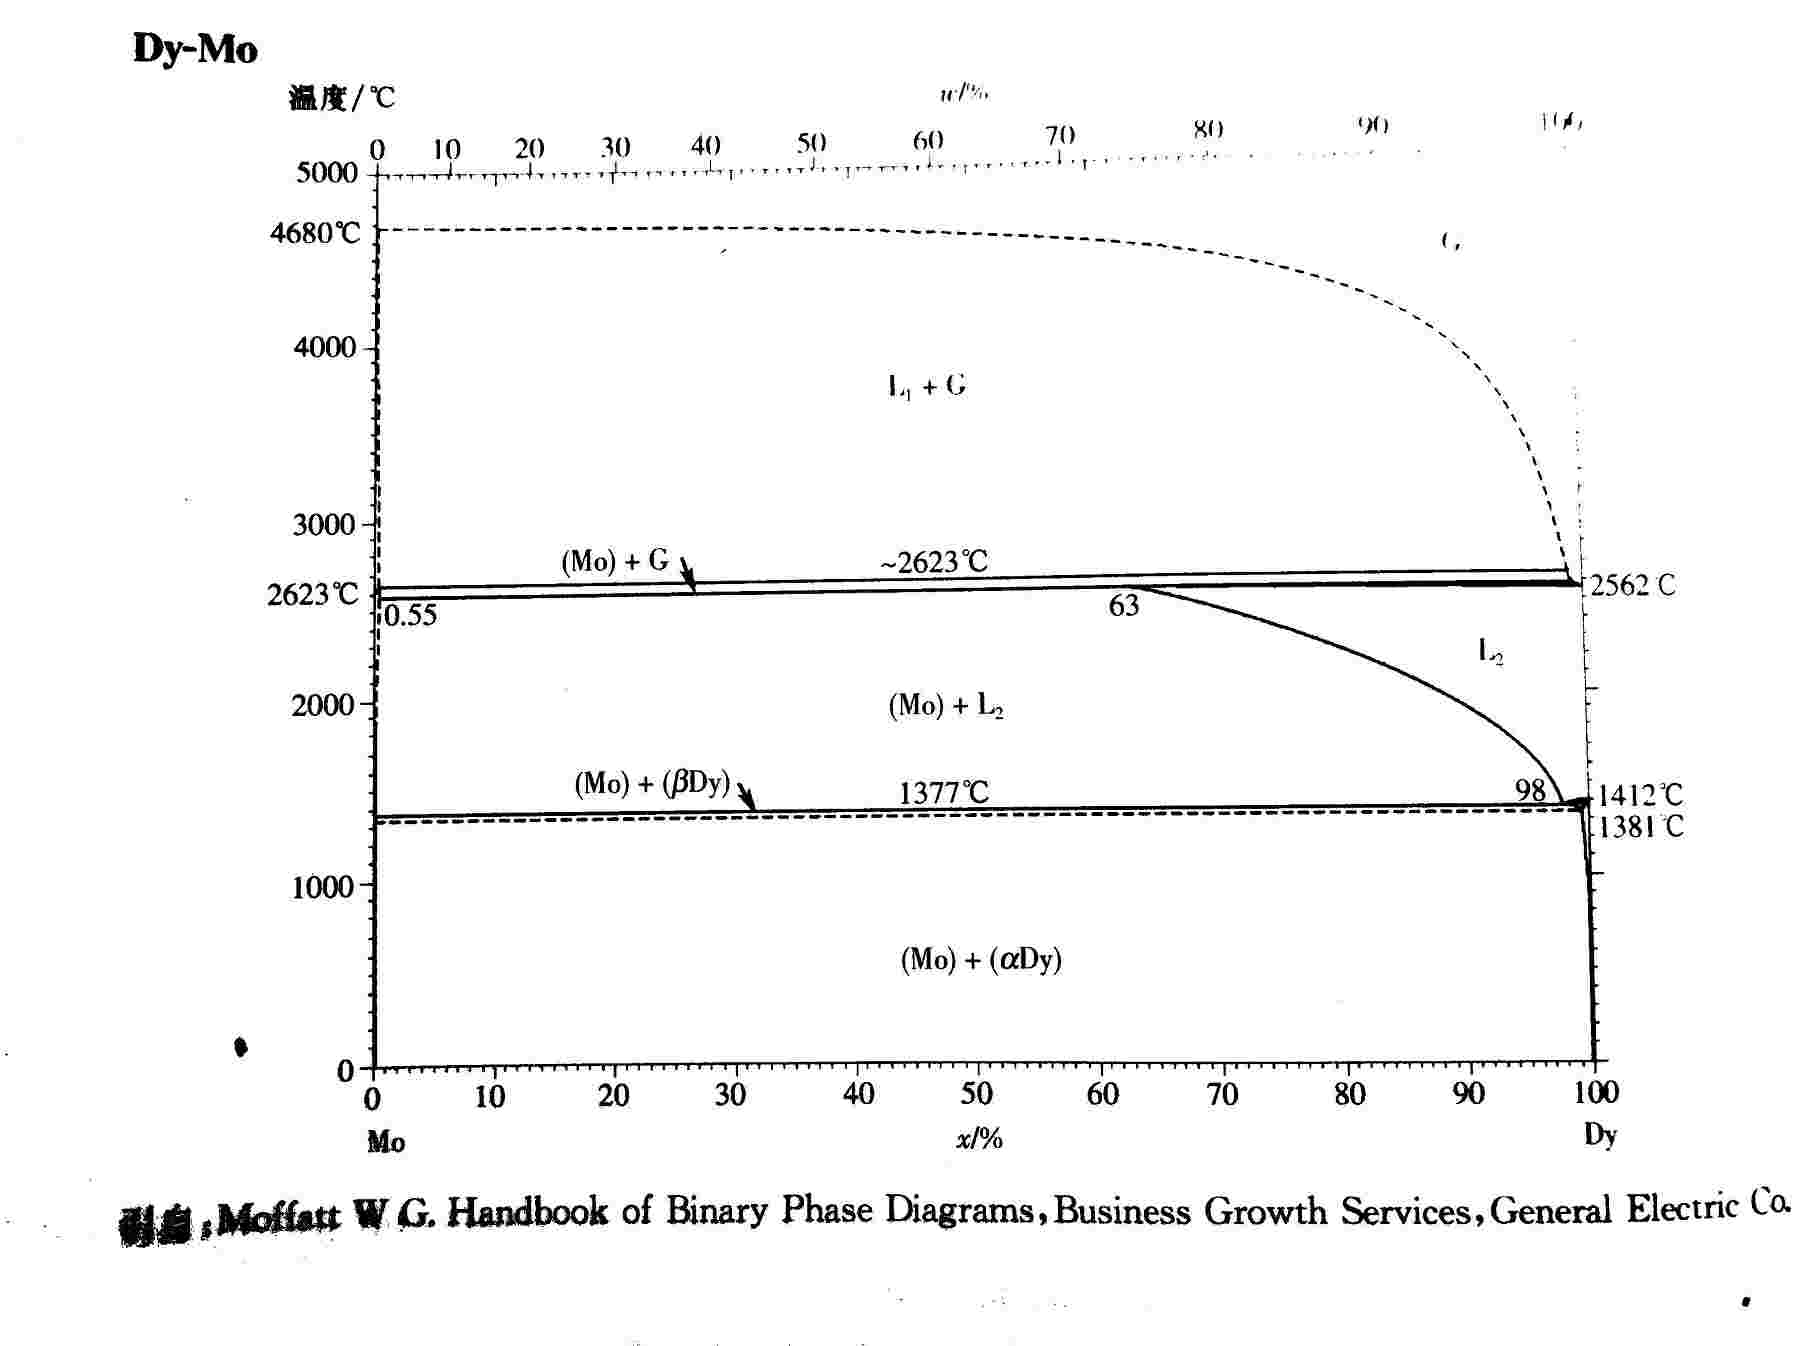 Dy-Mo
温度/℃
w/%
0 10 20 30 40 50 60 70 80 90 100
5000
4680℃
G
4000
L₁ + G
3000
(Mo) + G
~2623℃
2623℃
2562 C
0.55
63
L₂
2000
(Mo) + L₂
(Mo) + (βDy)
1377℃
98
1412℃
1381℃
1000
(Mo) + (αDy)
0
0 10 20 30 40 50 60 70 80 90 100
Mo
x/%
Dy
引自:Moffatt W G. Handbook of Binary Phase Diagrams, Business Growth Services, General Electric Co.